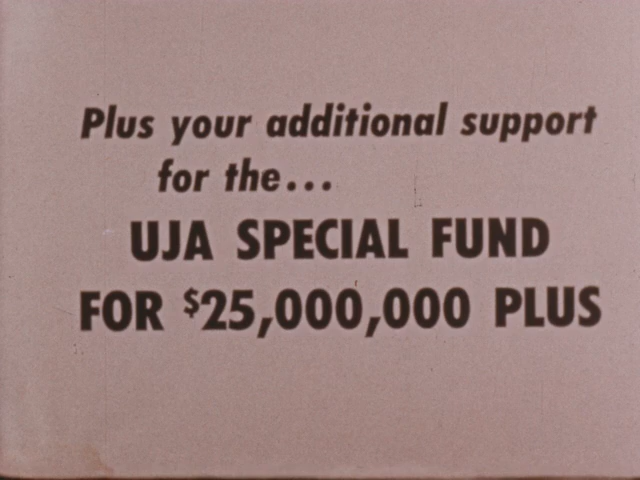 Plus your additional support
for the...
UJA SPECIAL FUND
FOR $25,000,000 PLUS